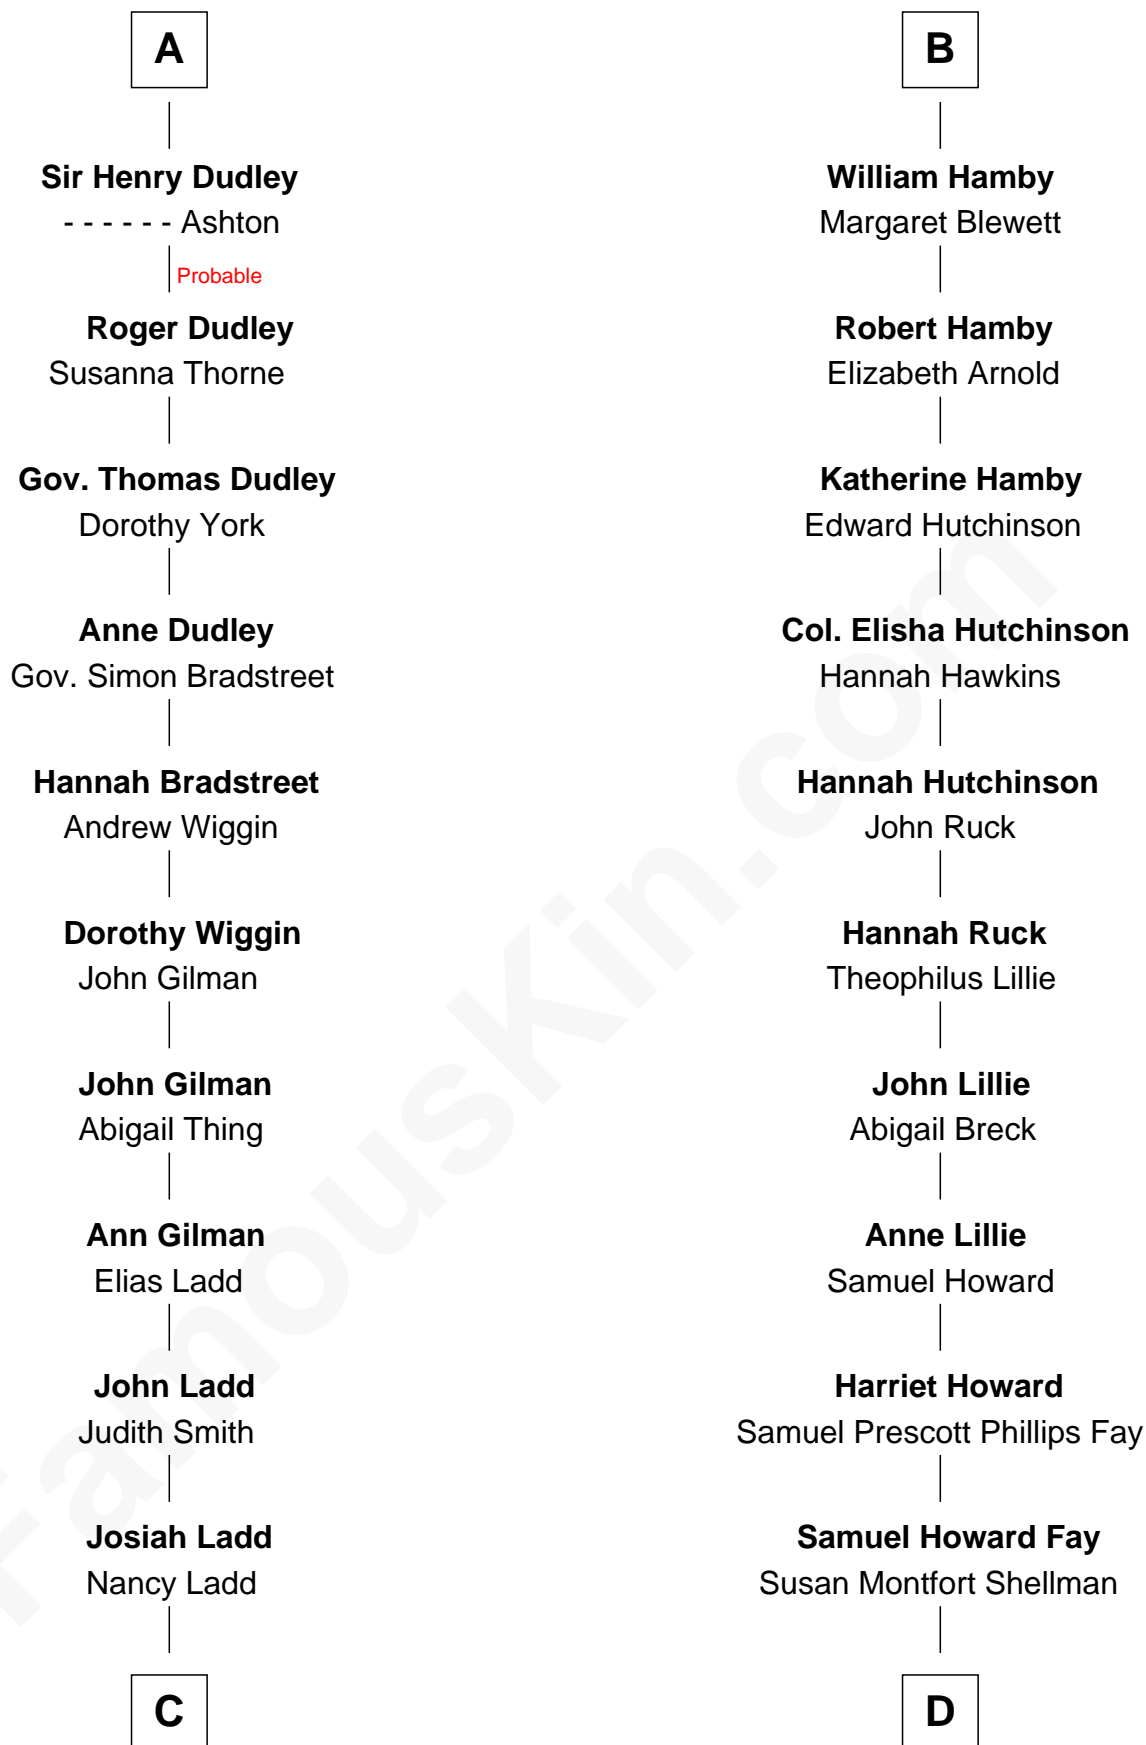 A
Sir Henry Dudley
- - - - - - Ashton
Probable
Roger Dudley
Susanna Thorne
Gov. Thomas Dudley
Dorothy York
Anne Dudley
Gov. Simon Bradstreet
Hannah Bradstreet
Andrew Wiggin
Dorothy Wiggin
John Gilman
John Gilman
Abigail Thing
Ann Gilman
Elias Ladd
John Ladd
Judith Smith
Josiah Ladd
Nancy Ladd
C
B
William Hamby
Margaret Blewett
Robert Hamby
Elizabeth Arnold
Katherine Hamby
Edward Hutchinson
Col. Elisha Hutchinson
Hannah Hawkins
Hannah Hutchinson
John Ruck
Hannah Ruck
Theophilus Lillie
John Lillie
Abigail Breck
Anne Lillie
Samuel Howard
Harriet Howard
Samuel Prescott Phillips Fay
Samuel Howard Fay
Susan Montfort Shellman
D
FamousKin.com